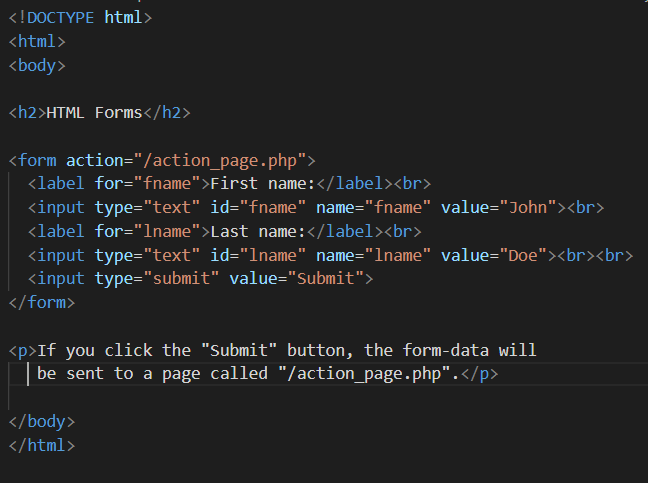 <!DOCTYPE html>
<html>
<body>

<h2>HTML Forms</h2>

<form action="/action_page.php">
  <label for="fname">First name:</label><br>
  <input type="text" id="fname" name="fname" value="John"><br>
  <label for="lname">Last name:</label><br>
  <input type="text" id="lname" name="lname" value="Doe"><br><br>
  <input type="submit" value="Submit">
</form>

<p>If you click the "Submit" button, the form-data will
   be sent to a page called "/action_page.php".</p>

</body>
</html>